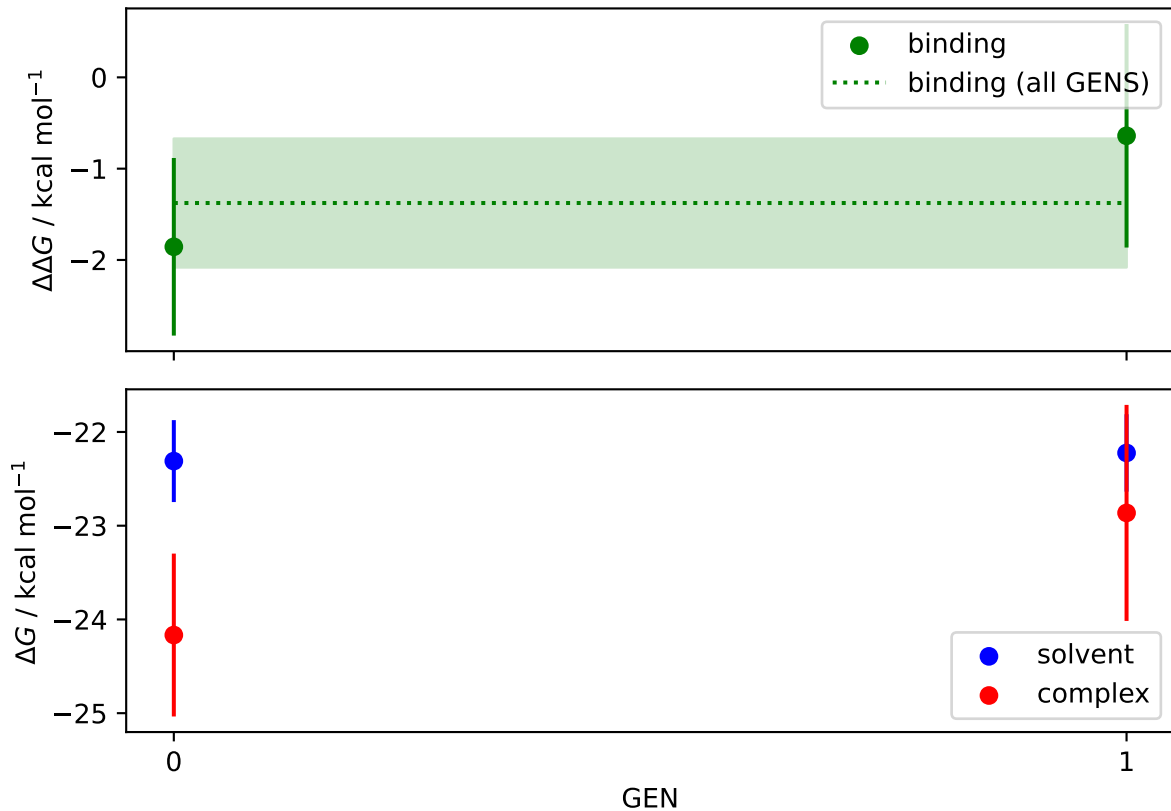 binding
binding (all GENS)
0
−1
−2
ΔΔG / kcal mol⁻¹
−22
−23
−24
−25
ΔG / kcal mol⁻¹
solvent
complex
0
1
GEN